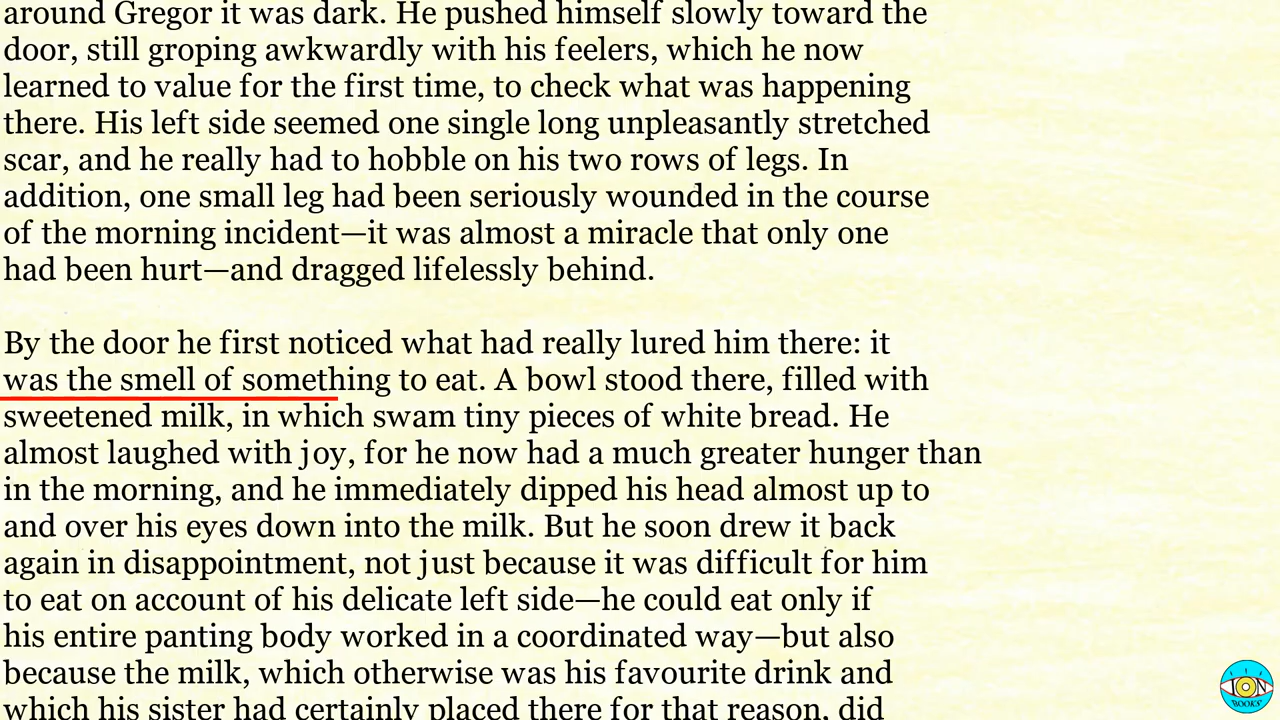 around Gregor it was dark. He pushed himself slowly toward the
door, still groping awkwardly with his feelers, which he now
learned to value for the first time, to check what was happening
there. His left side seemed one single long unpleasantly stretched
scar, and he really had to hobble on his two rows of legs. In
addition, one small leg had been seriously wounded in the course
of the morning incident—it was almost a miracle that only one
had been hurt—and dragged lifelessly behind.
By the door he first noticed what had really lured him there: it
was the smell of something to eat. A bowl stood there, filled with
sweetened milk, in which swam tiny pieces of white bread. He
almost laughed with joy, for he now had a much greater hunger than
in the morning, and he immediately dipped his head almost up to
and over his eyes down into the milk. But he soon drew it back
again in disappointment, not just because it was difficult for him
to eat on account of his delicate left side—he could eat only if
his entire panting body worked in a coordinated way—but also
because the milk, which otherwise was his favourite drink and
which his sister had certainly placed there for that reason, did
ION
BOOKS